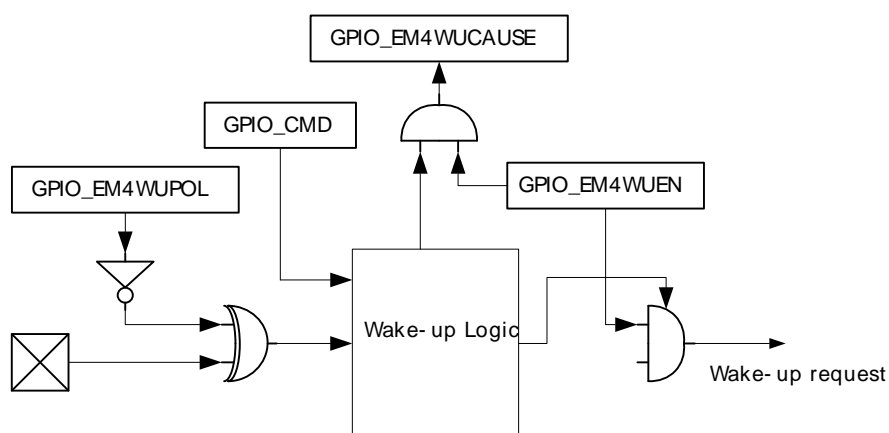 GPIO_EM4WUCAUSE
GPIO_CMD
GPIO_EM4WUPOL
GPIO_EM4WUEN
Wake-up Logic
Wake-up request